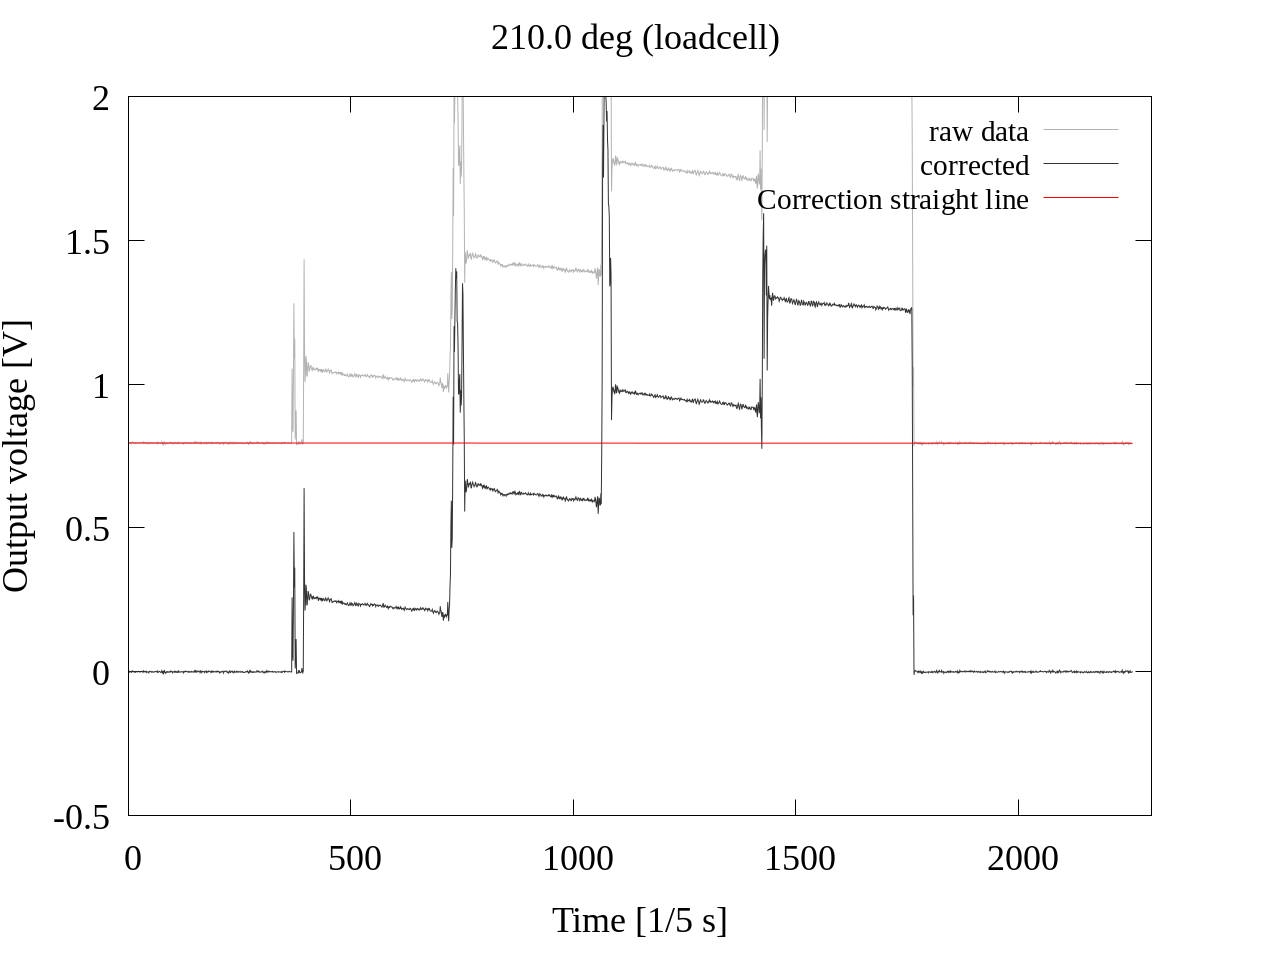 210.0 deg (loadcell)
2
1.5
1
0.5
0
-0.5
raw data
corrected
Correction straight line
Output voltage [V]
0 500 1000 1500 2000
Time [1/5 s]